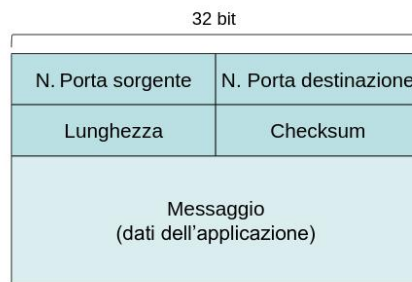 32 bit
N. Porta sorgente
N. Porta destinazione
Lunghezza
Checksum
Messaggio
(dati dell'applicazione)